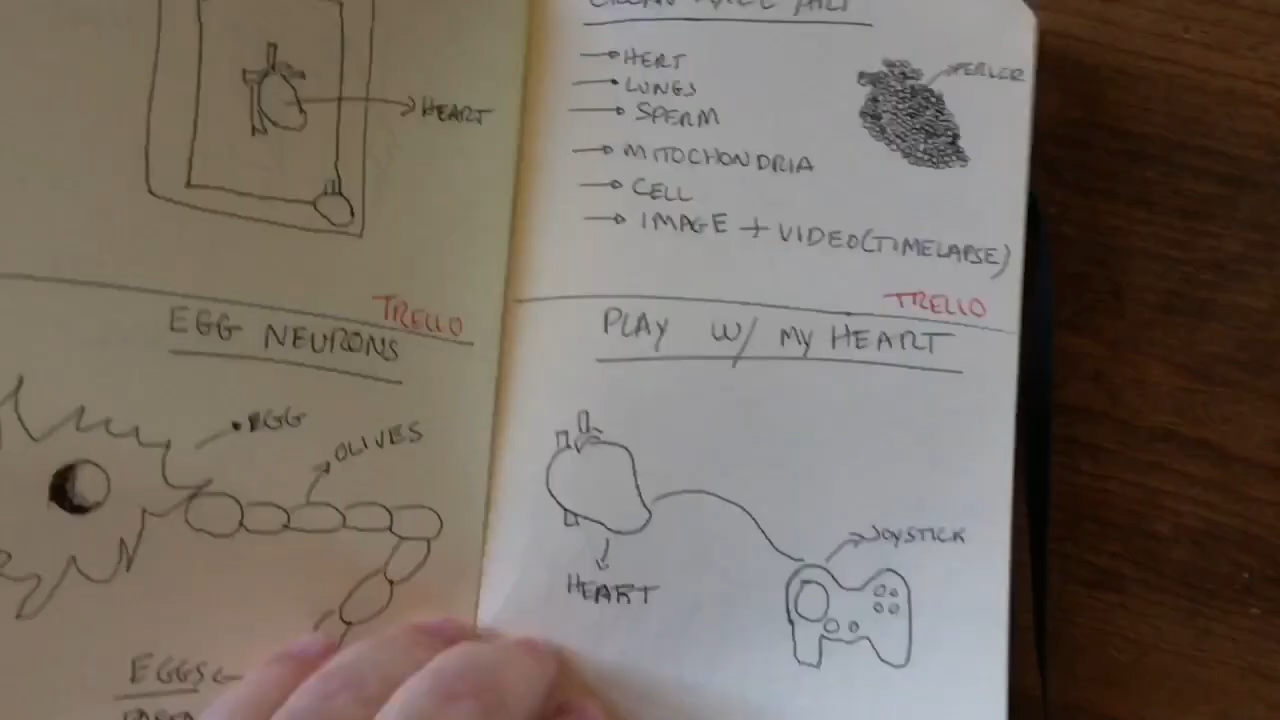 HEART
TRELLO
EGG NEURONS
EGG
OLIVES
HERT
LUNGS
SPERM
MITOCHONDRIA
CELL
IMAGE + VIDEO(TIMELAPSE)
TRELLO
PLAY W/ MY HEART
HEART
JOYSTICK